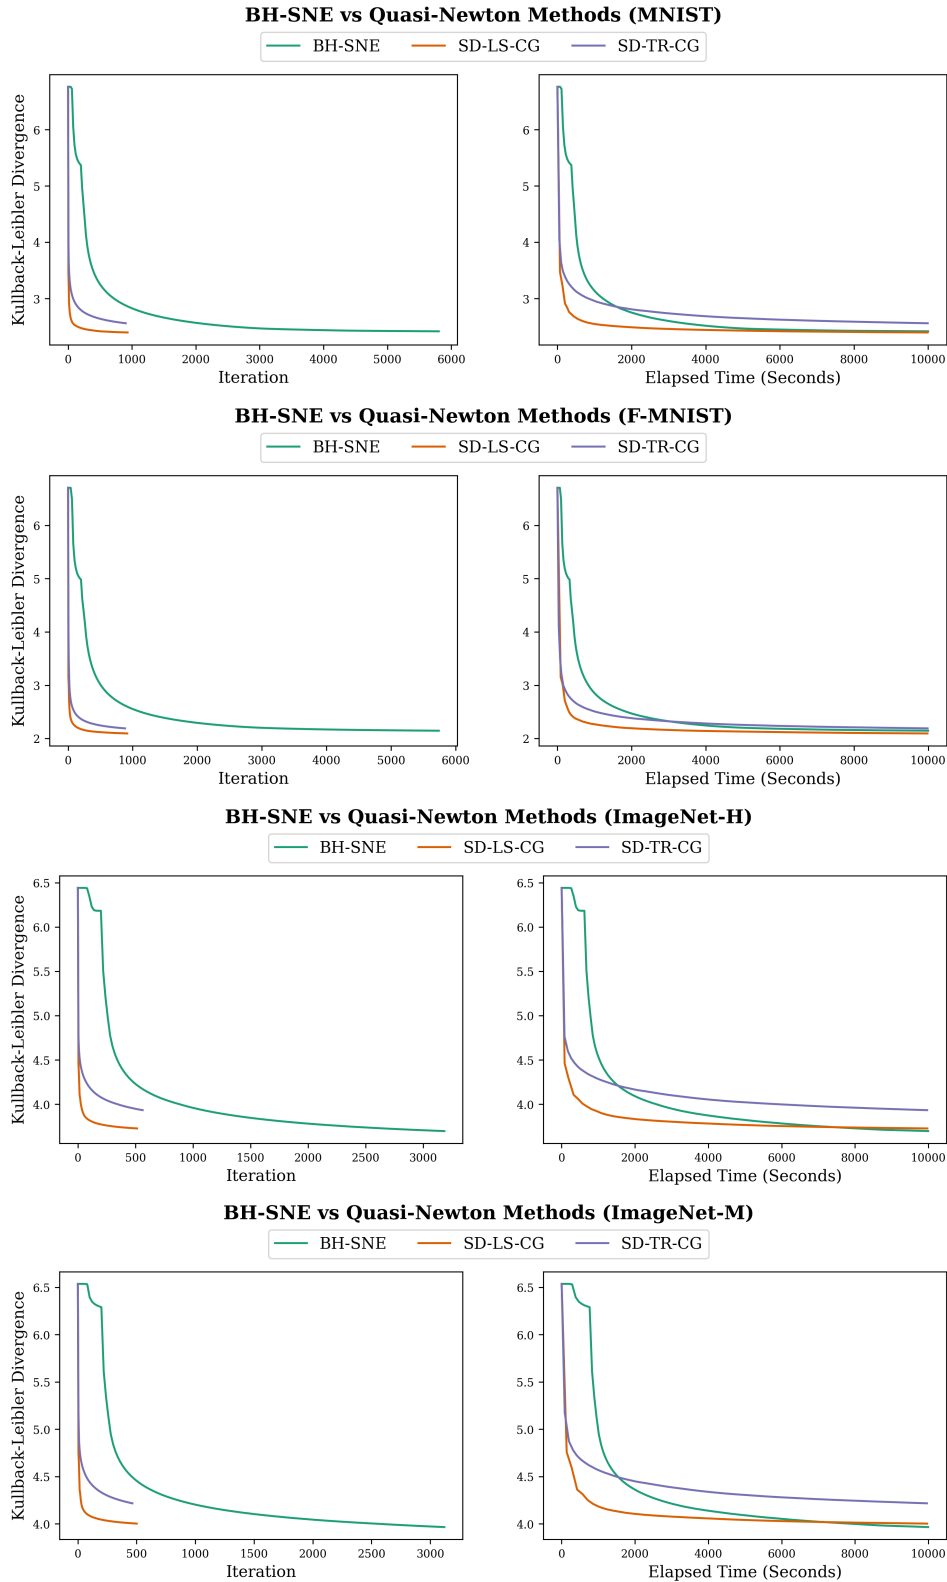 BH-SNE vs Quasi-Newton Methods (MNIST)
BH-SNE SD-LS-CG SD-TR-CG
Kullback-Leibler Divergence
6
5
4
3
0 1000 2000 3000 4000 5000 6000
Iteration
6
5
4
3
0 2000 4000 6000 8000 10000
Elapsed Time (Seconds)
BH-SNE vs Quasi-Newton Methods (F-MNIST)
BH-SNE SD-LS-CG SD-TR-CG
Kullback-Leibler Divergence
6
5
4
3
2
0 1000 2000 3000 4000 5000 6000
Iteration
6
5
4
3
2
0 2000 4000 6000 8000 10000
Elapsed Time (Seconds)
BH-SNE vs Quasi-Newton Methods (ImageNet-H)
BH-SNE SD-LS-CG SD-TR-CG
Kullback-Leibler Divergence
6.5
6.0
5.5
5.0
4.5
4.0
0 500 1000 1500 2000 2500 3000
Iteration
6.5
6.0
5.5
5.0
4.5
4.0
0 2000 4000 6000 8000 10000
Elapsed Time (Seconds)
BH-SNE vs Quasi-Newton Methods (ImageNet-M)
BH-SNE SD-LS-CG SD-TR-CG
Kullback-Leibler Divergence
6.5
6.0
5.5
5.0
4.5
4.0
0 500 1000 1500 2000 2500 3000
Iteration
6.5
6.0
5.5
5.0
4.5
4.0
0 2000 4000 6000 8000 10000
Elapsed Time (Seconds)